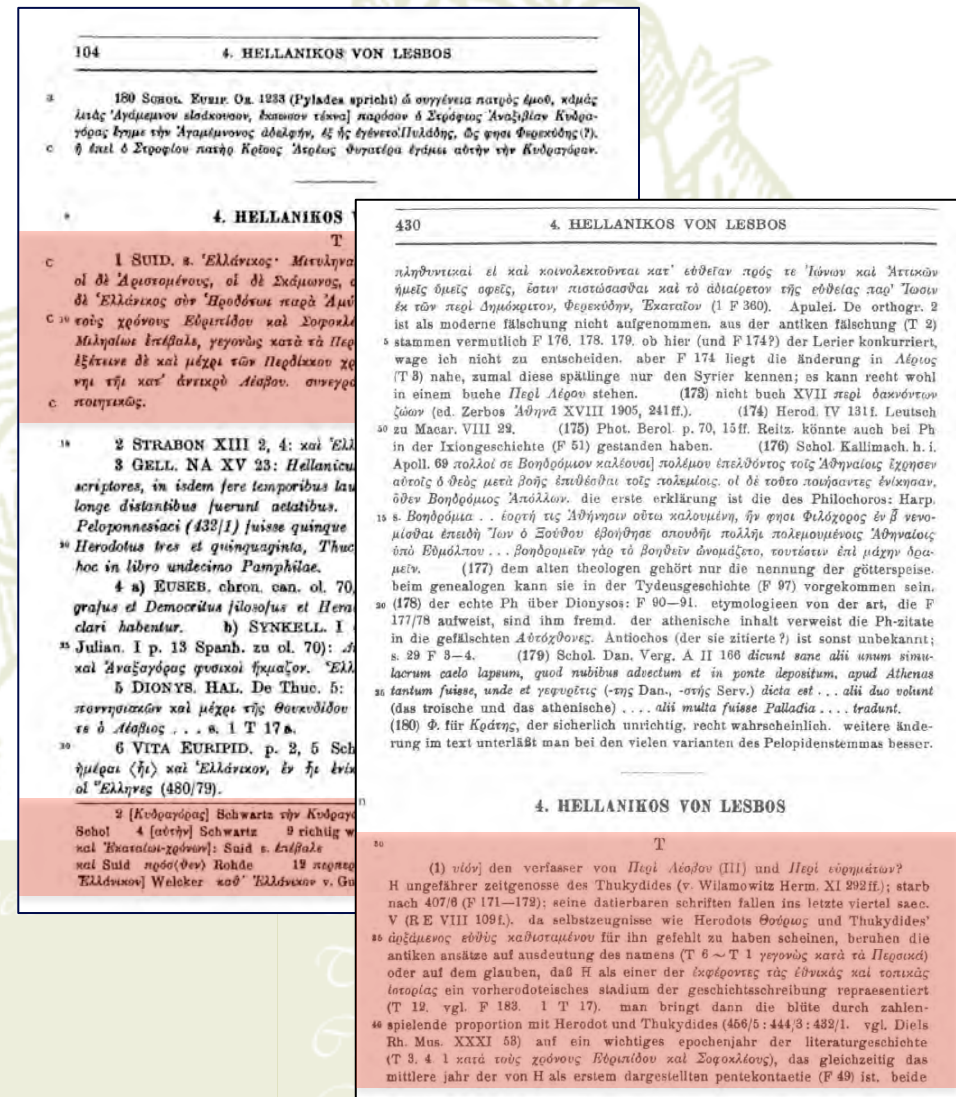 104 4. HELLANIKOS VON LESBOS
180 SCHOL. EURIP. OR. 1233 (Pylades spricht) ὦ συγγένεια πατρὸς ἐμοῦ, κἀμὰς
λιτὰς Ἀγάμεμνον εἰσάκουσον, ἔκσωσον τέκνα] παρόσον ὁ Στρόφιος Ἀναξιβίαν Κυδρα-
γόρας ἔγημε τὴν Ἀγαμέμνονος ἀδελφήν, ἐξ ἧς ἐγένετο Πυλάδης, ὥς φησι Φερεκύδης (?).
c ἢ ἐπεὶ ὁ Στροφίου πατὴρ Κρῖσος Ἀτρέως θυγατέρα ἐγάμει αὐτὴν τὴν Κυδραγόραν.
4. HELLANIKOS
T
c 1 SUID. s. Ἑλλάνικος· Μιτυληνα
οἱ δὲ Ἀριστομένους, οἱ δὲ Σκάμωνος,
δὲ Ἑλλάνικος σὺν Ἡροδότωι παρὰ Ἀμύ
C 10 τοὺς χρόνους Εὐριπίδου καὶ Σοφοκλέ
Μιλησίωι ἐπέβαλε, γεγονὼς κατὰ τὰ Περ
ἐξέτεινε δὲ καὶ μέχρι τῶν Περδίκκου χρ
νηι τῆι κατ' ἀντικρὺ Λέσβου. συνεγρα
c ποιητικῶς.
15 2 STRABON XIII 2, 4: καὶ Ἑλλ
3 GELL. NA XV 23: Hellanicu
scriptores, in isdem fere temporibus lau
longe distantibus fuerunt aetatibus.
Peloponnesiaci (432/1) fuisse quinque
20 Herodotus tres et quinquaginta, Thuc
hoc in libro undecimo Pamphilae.
4 a) EUSEB. chron. can. ol. 70,
grafus et Democritus filosofus et Hera
clari habentur. b) SYNKELL. I
25 Julian. I p. 13 Spanh. zu ol. 70):
καὶ Ἀναξαγόρας φυσικοὶ ἤκμαζον. Ἑλλ
5 DIONYS. HAL. De Thuc. 5:
ποννησιακῶν καὶ μέχρι τῆς Θουκυδίδου
τε ὁ Λέσβιος . . . s. 1 T 17a.
30 6 VITA EURIPID. p. 2, 5 Sch
ἡμέραι ⟨ἧι⟩ καὶ Ἑλλάνικον, ἐν ἧι ἐνίκ
οἱ Ἕλληνες (480/79).
2 [Κυδραγόρας] Schwartz τὴν Κυδραγ
Schol 4 [αὐτὴν] Schwartz 9 richtig w
καὶ Ἑκαταίωι-χρόνων]: Suid s. ἐπέβαλε
καὶ Suid πρόσ(θεν) Rohde 12 περπερ
Ἑλλάνικον] Welcker καθ' Ἑλλάνικον v. Gu
430 4. HELLANIKOS VON LESBOS
πληθυντικαὶ εἰ καὶ κοινολεκτοῦνται κατ' εὐθεῖαν πρός τε Ἰώνων καὶ Ἀττικῶν
ἡμεῖς ὑμεῖς σφεῖς, ἔστιν πιστώσασθαι καὶ τὸ ἀδιαίρετον τῆς εὐθείας παρ' Ἴωσιν
ἐκ τῶν περὶ Δημόκριτον, Φερεκύδην, Ἑκαταῖον (1 F 360). Apulei. De orthogr. 2
ist als moderne fälschung nicht aufgenommen. aus der antiken fälschung (T 2)
5 stammen vermutlich F 176. 178. 179. ob hier (und F 174?) der Lerier konkurriert,
wage ich nicht zu entscheiden. aber F 174 liegt die änderung in Λέριος
(T 3) nahe, zumal diese spätlinge nur den Syrier kennen; es kann recht wohl
in einem buche Περὶ Λέρου stehen. (173) nicht buch XVII περὶ δακνόντων
ζώιων (ed. Zerbos Ἀθηνᾶ XVIII 1905, 241 ff.). (174) Herod. IV 131 f. Leutsch
10 zu Macar. VIII 22. (175) Phot. Berol. p. 70, 15 ff. Reitz. könnte auch bei Ph
in der Ixiongeschichte (F 51) gestanden haben. (176) Schol. Kallimach. h. i.
Apoll. 69 πολλοί σε Βοηδρόμιον καλέουσι] πολέμου ἐπελθόντος τοῖς Ἀθηναίοις ἔχρησεν
αὐτοῖς ὁ θεὸς μετὰ βοῆς ἐπιθέσθαι τοῖς πολεμίοις. οἱ δὲ τοῦτο ποιήσαντες ἐνίκησαν,
ὅθεν Βοηδρόμιος Ἀπόλλων. die erste erklärung ist die des Philochoros: Harp.
15 s. Βοηδρόμια . . ἑορτή τις Ἀθήνησιν οὕτω καλουμένη, ἥν φησι Φιλόχορος ἐν β̄ νενο-
μίσθαι ἐπειδὴ Ἴων ὁ Ξούθου ἐβοήθησε σπουδῆι πολλῆι πολεμουμένοις Ἀθηναίοις
ὑπὸ Εὐμόλπου . . . βοηδρομεῖν γὰρ τὸ βοηθεῖν ὠνομάζετο, τουτέστιν ἐπὶ μάχην δρα-
μεῖν. (177) dem alten theologen gehört nur die nennung der götterspeise.
beim genealogen kann sie in der Tydeusgeschichte (F 97) vorgekommen sein.
20 (178) der echte Ph über Dionysos: F 90—91. etymologieen von der art, die F
177/78 aufweist, sind ihm fremd. der athenische inhalt verweist die Ph-zitate
in die gefälschten Αὐτόχθονες. Antiochos (der sie zitierte?) ist sonst unbekannt;
s. 29 F 3—4. (179) Schol. Dan. Verg. A II 166 dicunt sane alii unum simu-
lacrum caelo lapsum, quod nubibus advectum et in ponte depositum, apud Athenas
25 tantum fuisse, unde et γεφυρῖτις (-της Dan., -στής Serv.) dicta est . . . alii duo volunt
(das troische und das athenische) . . . . alii multa fuisse Palladia . . . . tradunt.
(180) Φ. für Κράτης, der sicherlich unrichtig. recht wahrscheinlich. weitere ände-
rung im text unterläßt man bei den vielen varianten des Pelopidenstemmas besser.
4. HELLANIKOS VON LESBOS
30 T
(1) υἱόν] den verfasser von Περὶ Λέσβου (III) und Περὶ εὑρημάτων?
H ungefährer zeitgenosse des Thukydides (v. Wilamowitz Herm. XI 292 ff.); starb
nach 407/6 (F 171—172); seine datierbaren schriften fallen ins letzte viertel saec.
V (R E VIII 109 f.). da selbstzeugnisse wie Herodots Θούριος und Thukydides'
35 ἀρξάμενος εὐθὺς καθισταμένου für ihn gefehlt zu haben scheinen, beruhen die
antiken ansätze auf ausdeutung des namens (T 6 ~ T 1 γεγονὼς κατὰ τὰ Περσικά)
oder auf dem glauben, daß H als einer der ἐκφέροντες τὰς ἐθνικὰς καὶ τοπικὰς
ἱστορίας ein vorherodoteisches stadium der geschichtsschreibung repraesentiert
(T 12. vgl. F 183. 1 T 17). man bringt dann die blüte durch zahlen-
40 spielende proportion mit Herodot und Thukydides (456/5 : 444/3 : 432/1. vgl. Diels
Rh. Mus. XXXI 53) auf ein wichtiges epochenjahr der literaturgeschichte
(T 3. 4. 1 κατὰ τοὺς χρόνους Εὐριπίδου καὶ Σοφοκλέους), das gleichzeitig das
mittlere jahr der von H als erstem dargestellten pentekontaetie (F 49) ist. beide